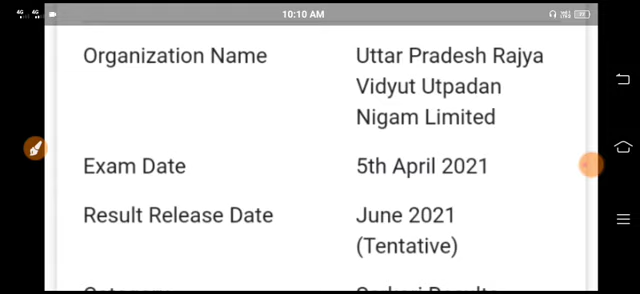 10:10 AM
Organization Name Uttar Pradesh Rajya
Vidyut Utpadan
Nigam Limited
Exam Date 5th April 2021
Result Release Date June 2021
(Tentative)